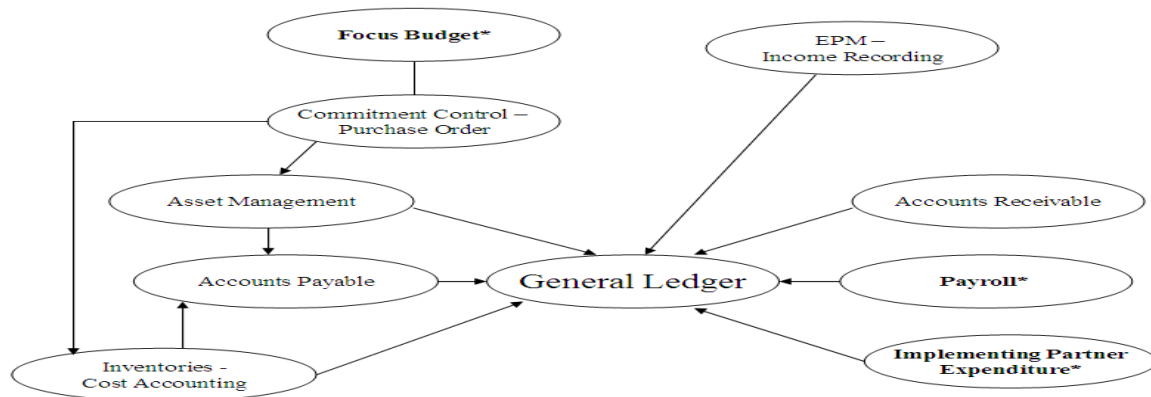 Focus Budget*
EPM –
Income Recording
Commitment Control –
Purchase Order
Asset Management
Accounts Receivable
Accounts Payable
General Ledger
Payroll*
Inventories -
Cost Accounting
Implementing Partner
Expenditure*